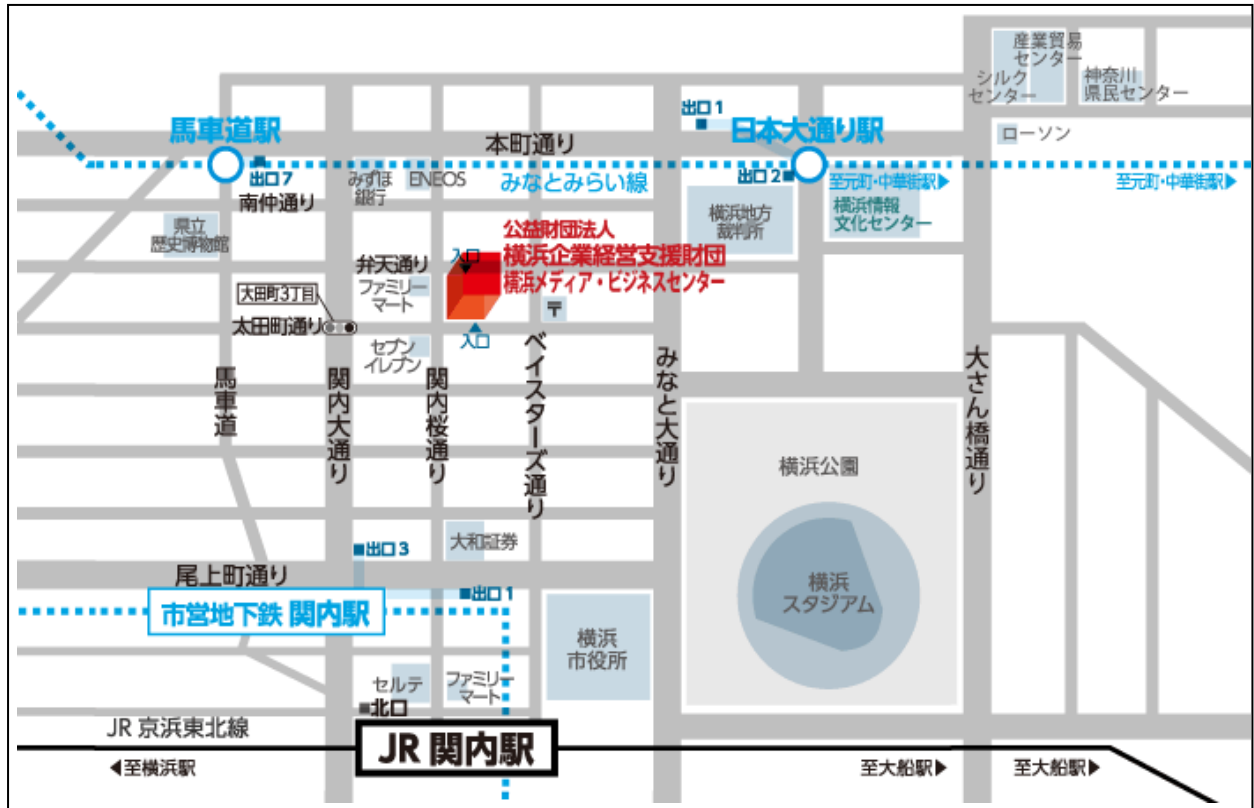 産業貿易
センター
シルク
センター
神奈川
県民センター
出口1
馬車道駅
日本大通り駅
ローソン
本町通り
出口7
みずほ
銀行
ENEOS
みなとみらい線
出口2
至元町・中華街駅▶
至元町・中華街駅▶
南仲通り
横浜地方
裁判所
横浜情報
文化センター
県立
歴史博物館
公益財団法人
横浜企業経営支援財団
横浜メディア・ビジネスセンター
入口
弁天通り
ファミリー
マート
大田町3丁目
〒
太田町通り
入口
セブン
イレブン
馬車道
関内大通り
関内桜通り
ベイスターズ通り
みなと大通り
大さん橋通り
横浜公園
出口3
大和証券
尾上町通り
出口1
横浜
スタジアム
市営地下鉄 関内駅
横浜
市役所
セルテ
ファミリー
マート
北口
JR 京浜東北線
JR 関内駅
◀至横浜駅
至大船駅▶
至大船駅▶